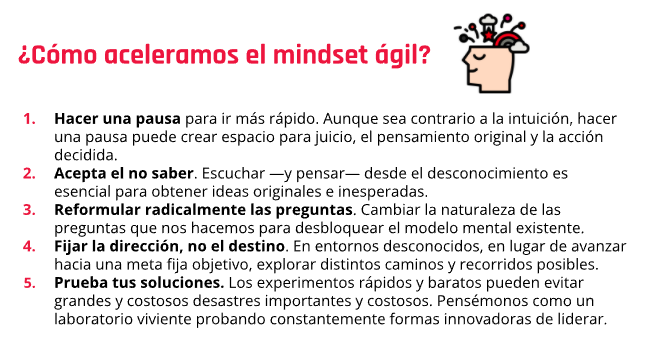 ¿Cómo aceleramos el mindset ágil?
1. Hacer una pausa para ir más rápido. Aunque sea contrario a la intuición, hacer
una pausa puede crear espacio para juicio, el pensamiento original y la acción
decidida.
2. Acepta el no saber. Escuchar —y pensar— desde el desconocimiento es
esencial para obtener ideas originales e inesperadas.
3. Reformular radicalmente las preguntas. Cambiar la naturaleza de las
preguntas que nos hacemos para desbloquear el modelo mental existente.
4. Fijar la dirección, no el destino. En entornos desconocidos, en lugar de avanzar
hacia una meta fija objetivo, explorar distintos caminos y recorridos posibles.
5. Prueba tus soluciones. Los experimentos rápidos y baratos pueden evitar
grandes y costosos desastres importantes y costosos. Pensémonos como un
laboratorio viviente probando constantemente formas innovadoras de liderar.